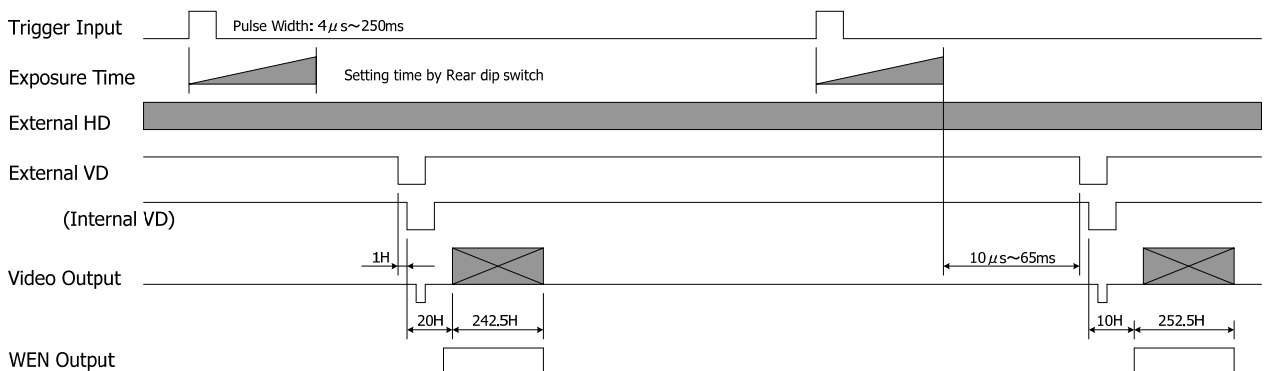 Trigger Input
Pulse Width: 4μs~250ms
Exposure Time
Setting time by Rear dip switch
External HD
External VD
(Internal VD)
1H
10μs~65ms
Video Output
20H
242.5H
10H
252.5H
WEN Output